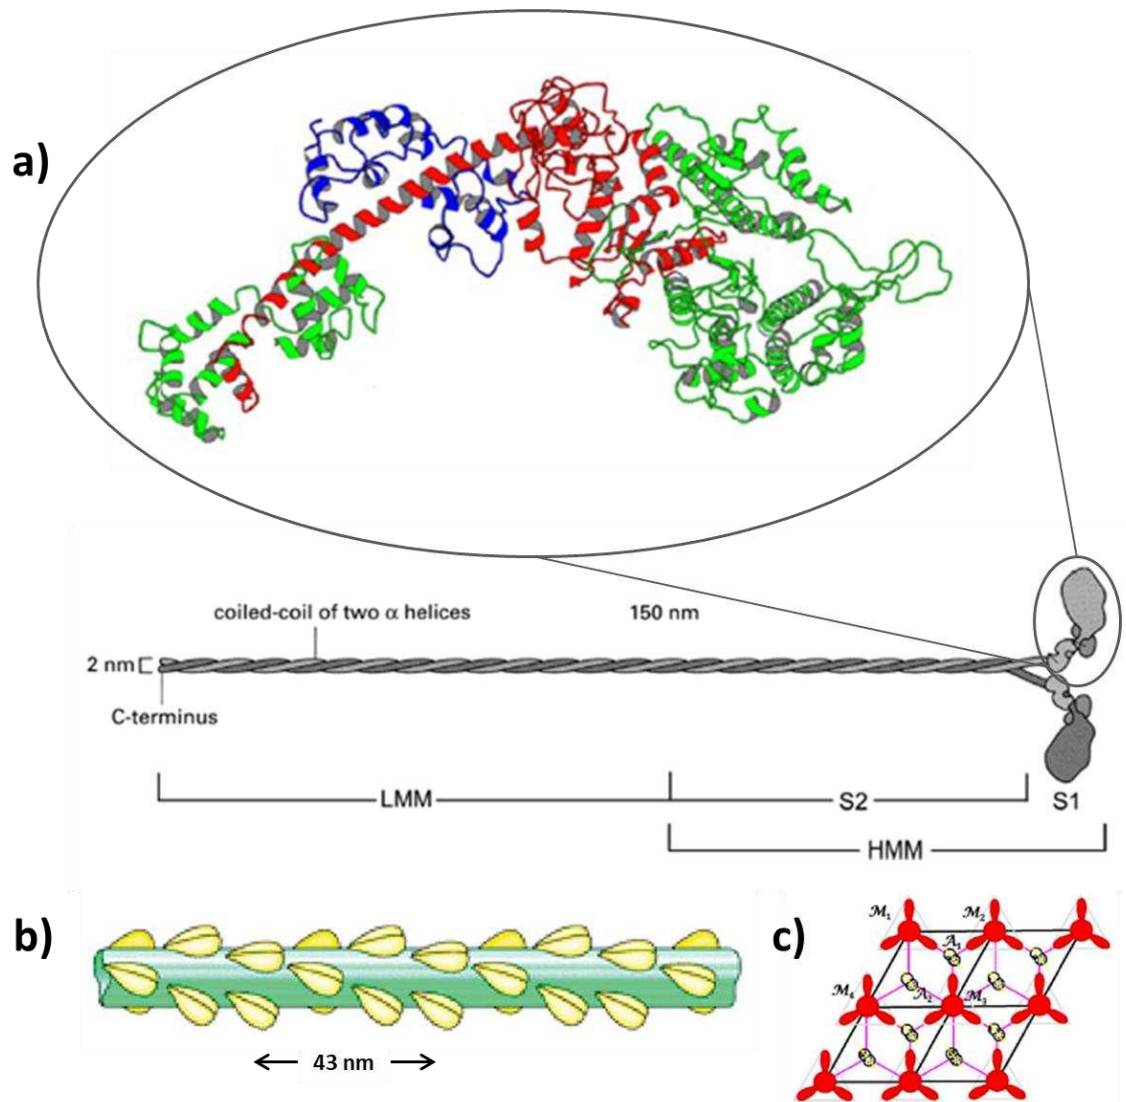 a)
coiled-coil of two α helices
150 nm
2 nm
C-terminus
LMM
S2
S1
HMM
b)
43 nm
c)
ℳ₁
ℳ₂
𝒜₁
ℳ₄
𝒜₂
ℳ₃